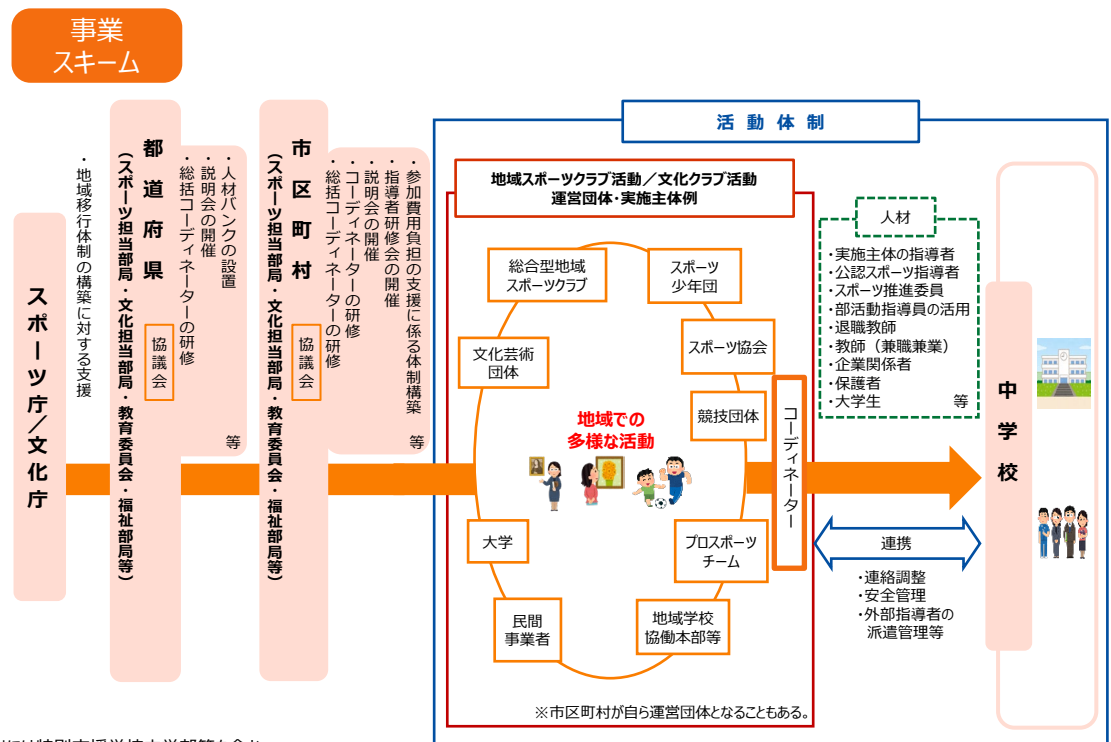 事業
スキーム
スポーツ庁／文化庁
・地域移行体制の構築に対する支援
都道府県
（スポーツ担当部局・文化担当部局・教育委員会・福祉部局等）
協議会
・人材バンクの設置
・説明会の開催
・総括コーディネーターの研修
等
市区町村
（スポーツ担当部局・文化担当部局・教育委員会・福祉部局等）
協議会
・参加費用負担の支援に係る体制構築
・指導者研修会の開催
・説明会の開催
・コーディネーターの研修
・総括コーディネーターの研修
等
活動体制
地域スポーツクラブ活動／文化クラブ活動
運営団体・実施主体例
総合型地域
スポーツクラブ
スポーツ
少年団
文化芸術
団体
スポーツ協会
競技団体
地域での
多様な活動
大学
プロスポーツ
チーム
民間
事業者
地域学校
協働本部等
コーディネーター
※市区町村が自ら運営団体となることもある。
人材
・実施主体の指導者
・公認スポーツ指導者
・スポーツ推進委員
・部活動指導員の活用
・退職教師
・教師（兼職兼業）
・企業関係者
・保護者
・大学生　等
連携
・連絡調整
・安全管理
・外部指導者の
派遣管理等
中学校